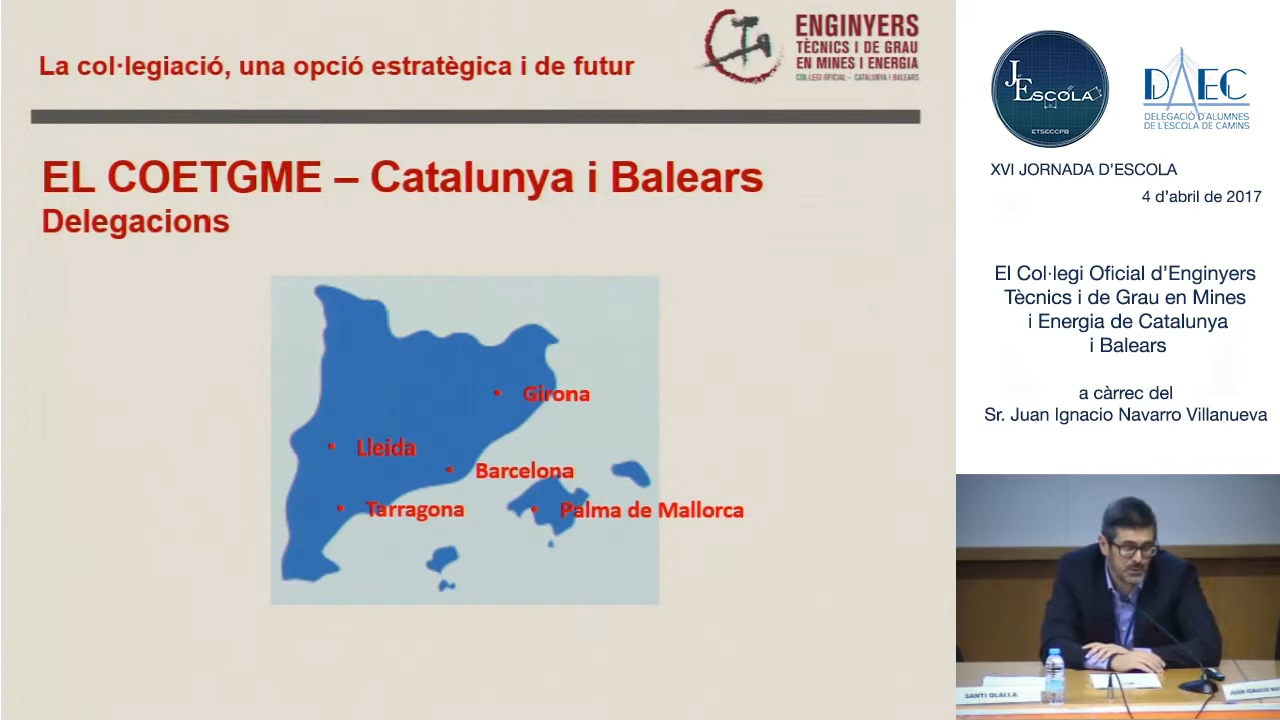 La col·legiació, una opció estratègica i de futur
ENGINYERS
TÈCNICS I DE GRAU
EN MINES I ENERGIA
COL·LEGI OFICIAL - CATALUNYA I BALEARS
EL COETGME – Catalunya i Balears
Delegacions
Girona
Lleida
Barcelona
Tarragona
Palma de Mallorca
J ESCOLA
ETSECCPB
DAEC
DELEGACIÓ D'ALUMNES
DE L'ESCOLA DE CAMINS
XVI JORNADA D'ESCOLA
4 d'abril de 2017
El Col·legi Oficial d'Enginyers
Tècnics i de Grau en Mines
i Energia de Catalunya
i Balears
a càrrec del
Sr. Juan Ignacio Navarro Villanueva
SANTI OLALLA
JUAN IGNACIO